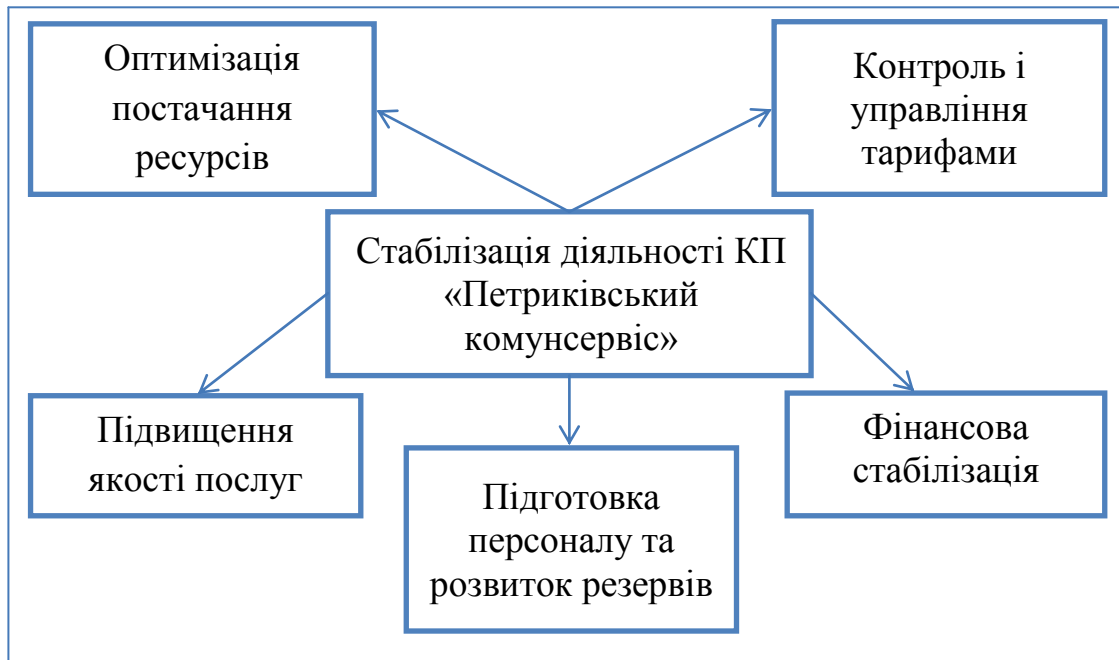 Оптимізація
постачання
ресурсів
Контроль і
управління
тарифами
Стабілізація діяльності КП
«Петриківський
комунсервіс»
Підвищення
якості послуг
Підготовка
персоналу та
розвиток резервів
Фінансова
стабілізація